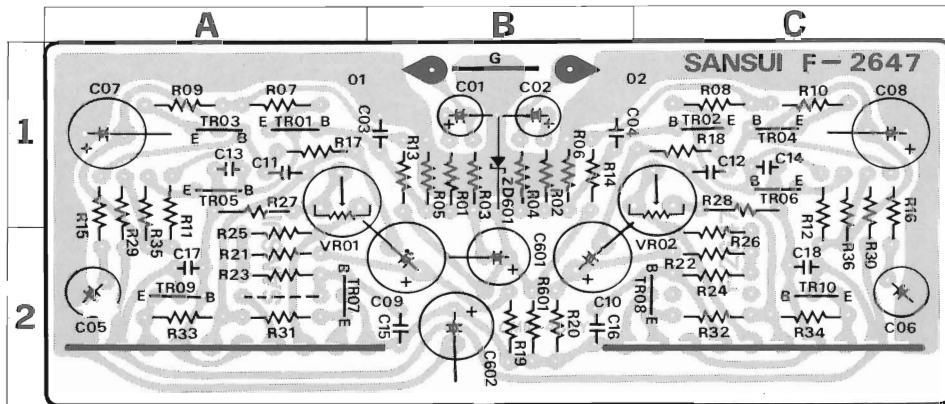 A B C
G
SANSUI F-2647
C07 R09 R07 01 C01 C02 02 R08 R10 C08
C03 C04
TR03 E TR01 B B TR02 E TR04
E B E B E
R17 R13 R06 R14 R18
1
C13 C11 C12 C14
E B B E
TR05 R05 R01 R03 ZD601 R04 R02 TR06
R27 R28
R15 R29 R35 R11 R12 R36 R30 R16
R25 VR01 VR02 R26
C17 R21 C601 R22 C18
R23 B B R24
E TR09 B TR07 C09 R601 C10 TR08 B TR10 E
2
C05 E C15 R19 R20 C16 E C06
R33 R31 R32 R34
C602